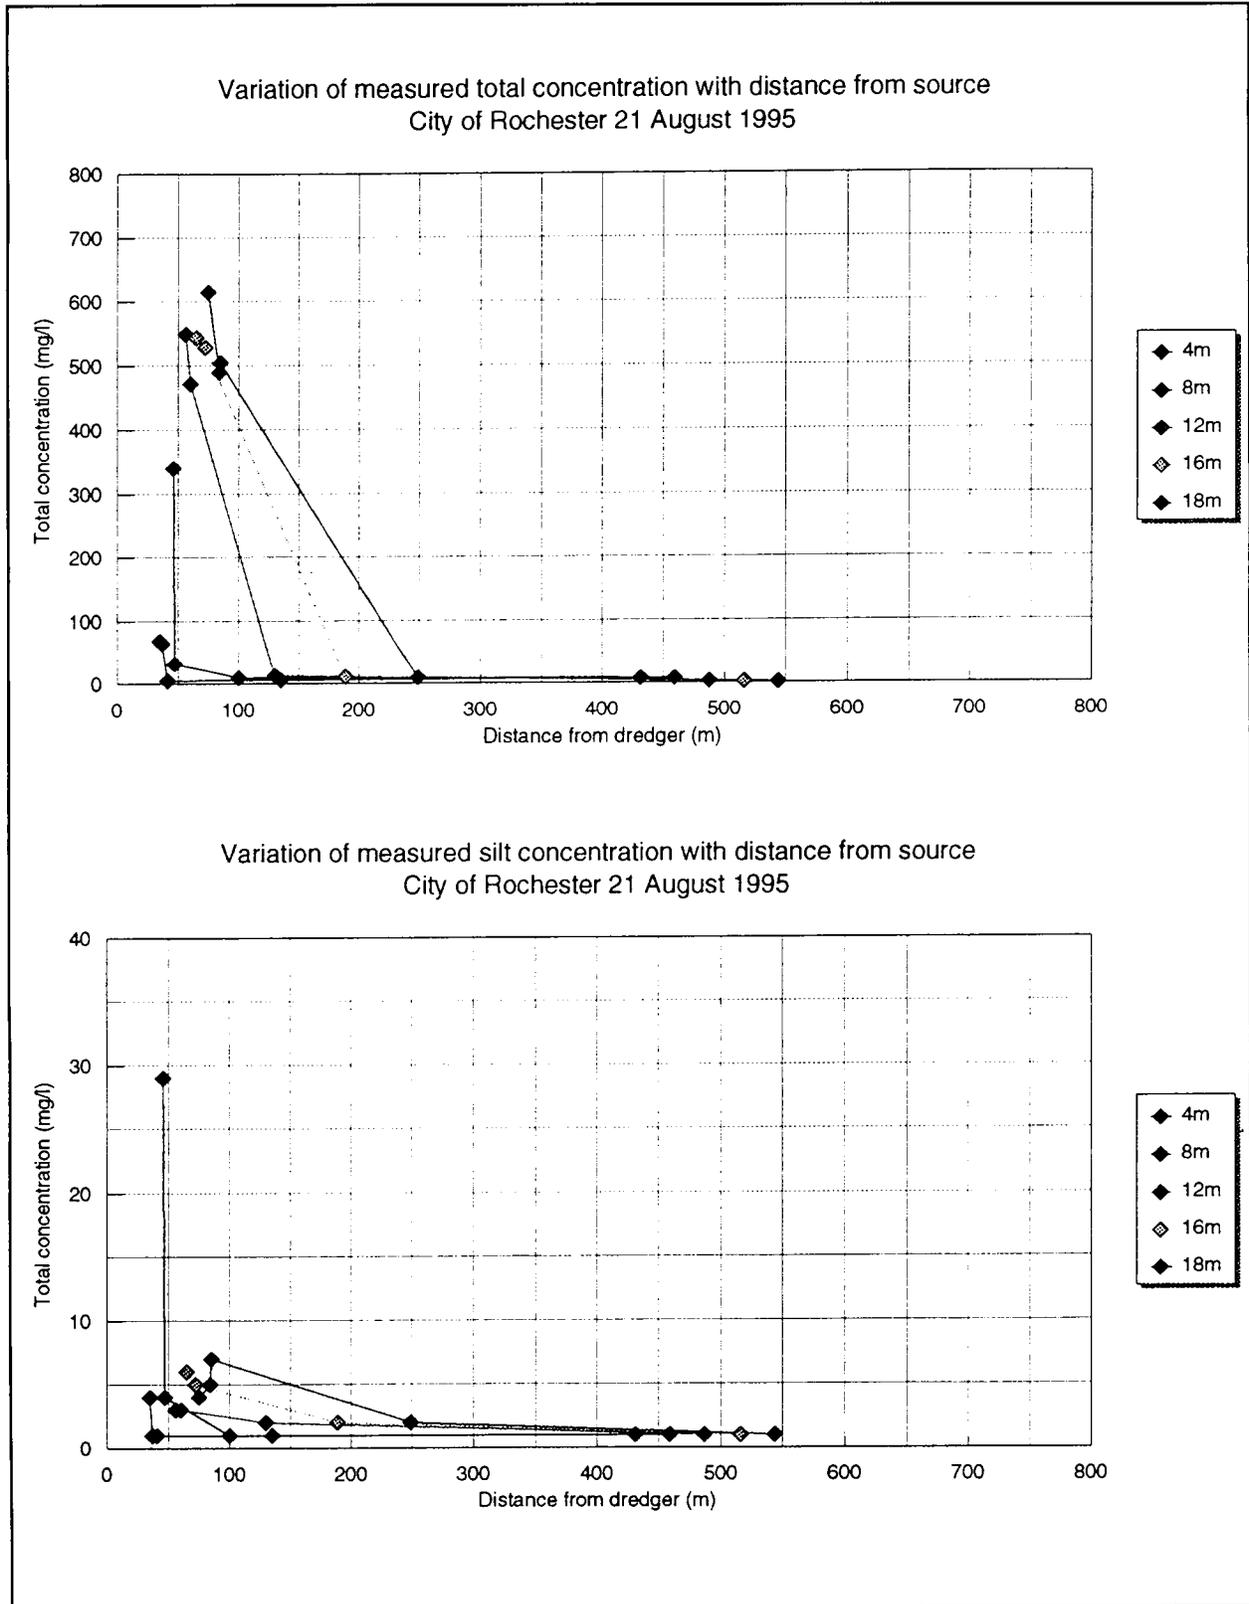 Variation of measured total concentration with distance from source
City of Rochester 21 August 1995
800
700
600
500
400
300
200
100
0
Total concentration (mg/l)
0 100 200 300 400 500 600 700 800
Distance from dredger (m)
4m
8m
12m
16m
18m
Variation of measured silt concentration with distance from source
City of Rochester 21 August 1995
40
30
20
10
0
Total concentration (mg/l)
0 100 200 300 400 500 600 700 800
Distance from dredger (m)
4m
8m
12m
16m
18m